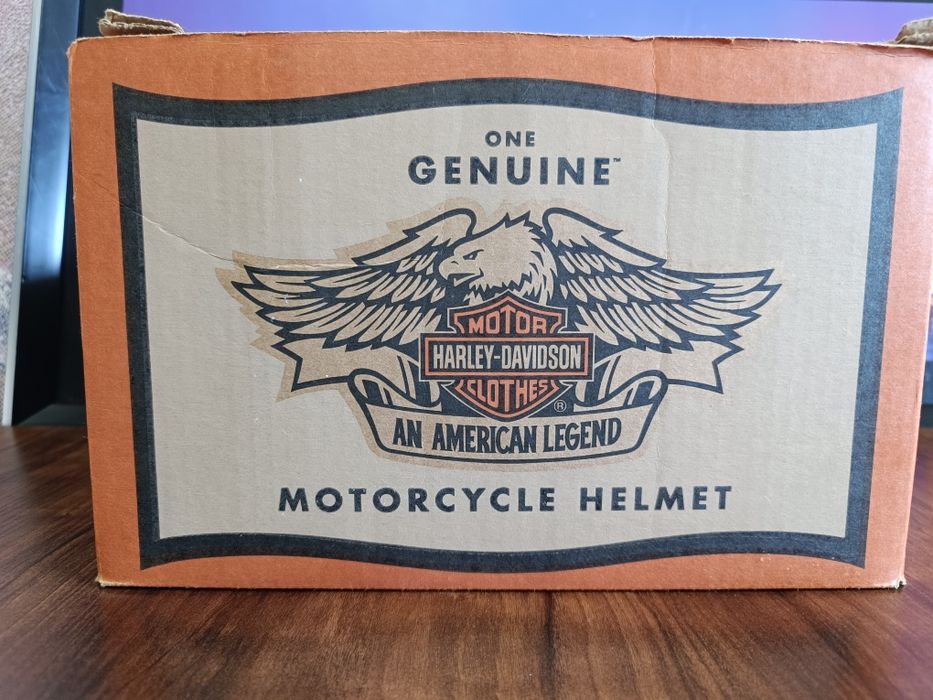 ONE
GENUINE™
MOTOR
HARLEY-DAVIDSON
CLOTHES
®
AN AMERICAN LEGEND
MOTORCYCLE HELMET